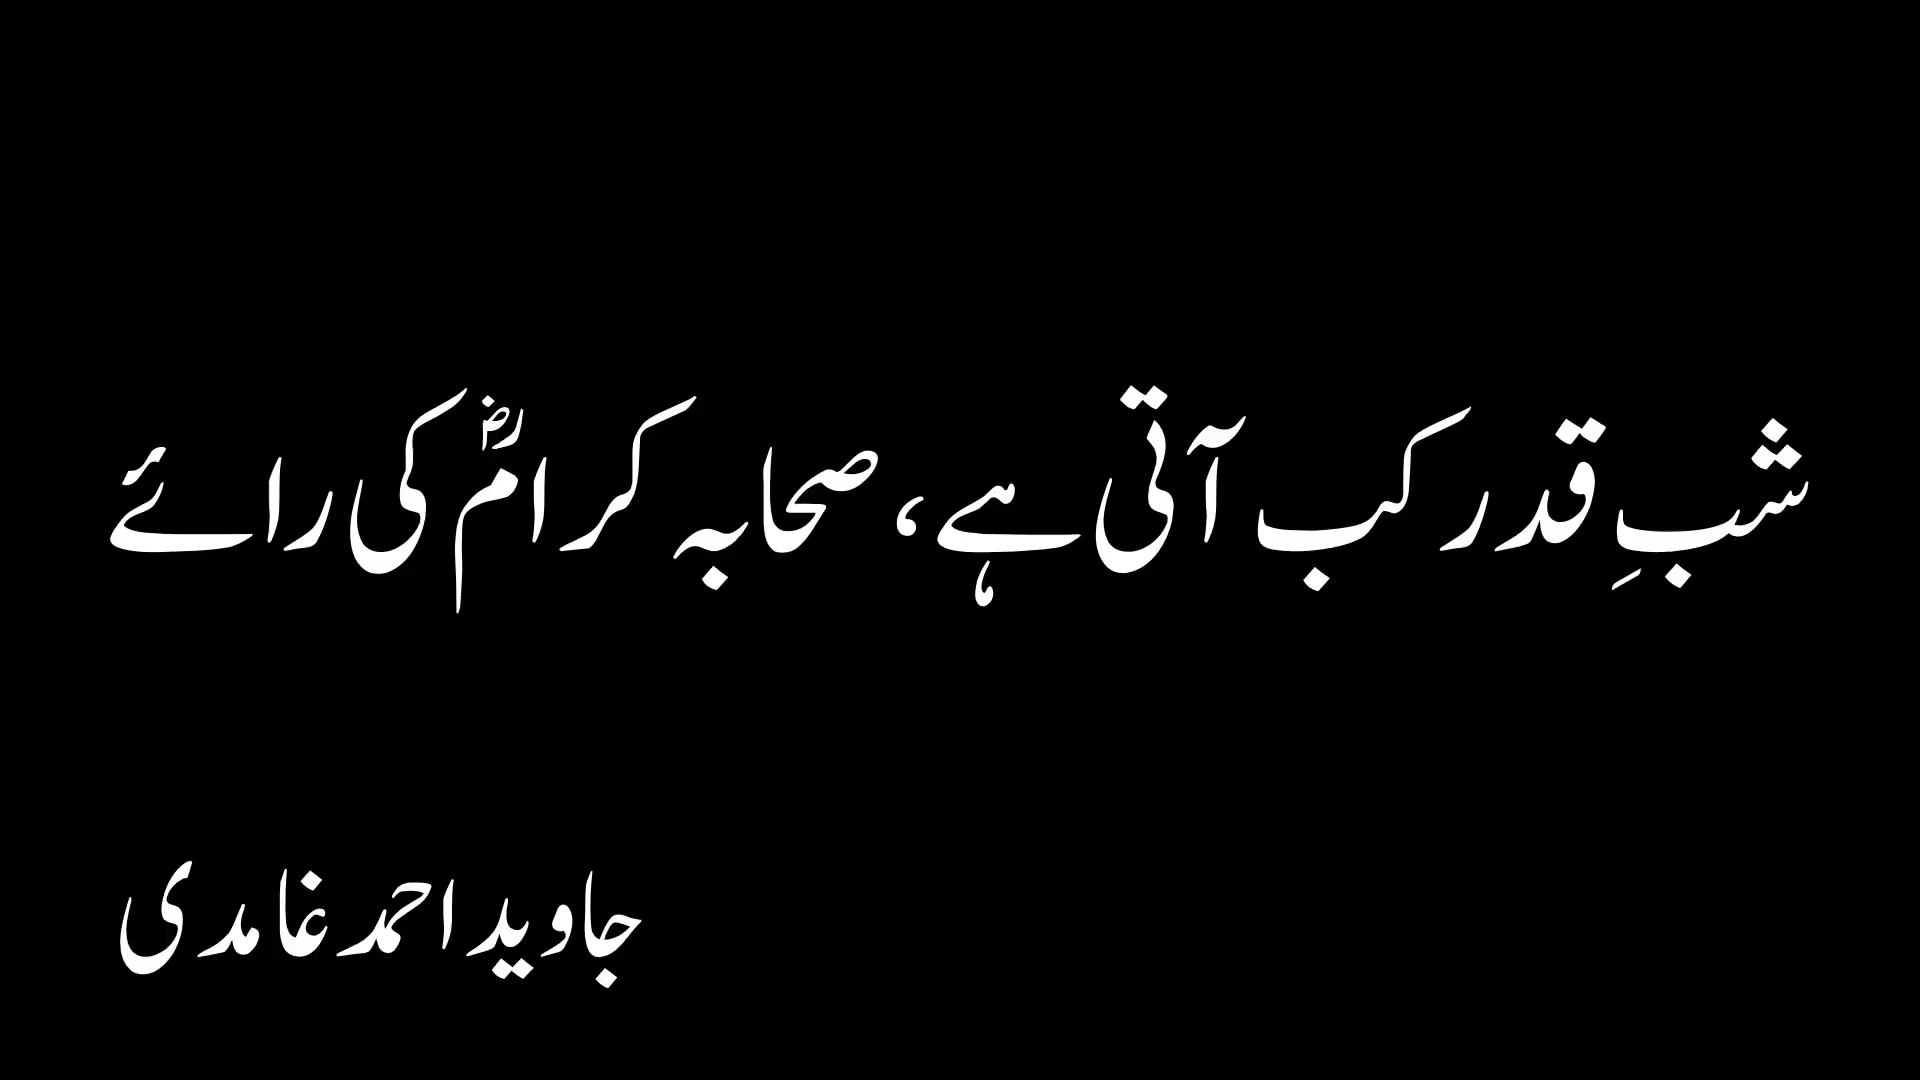 شبِ قدر کب آتی ہے، صحابہ کرامؓ کی رائے
جاوید احمد غامدی